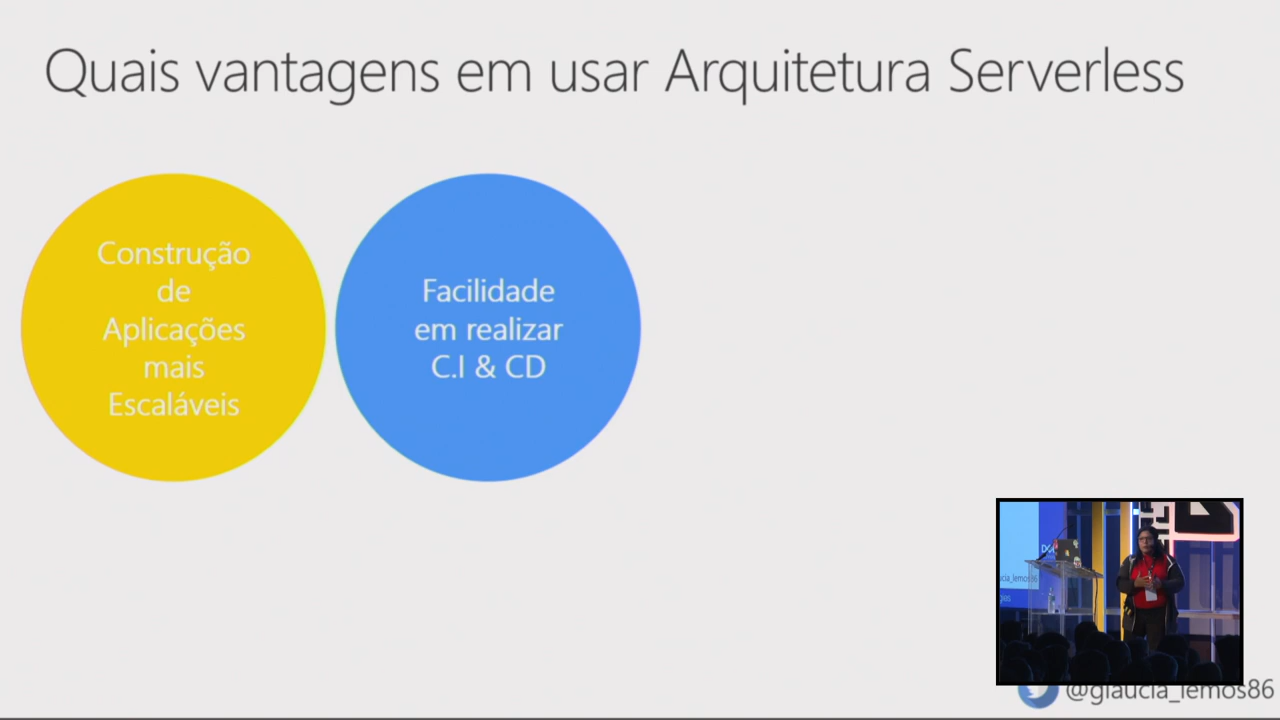 Quais vantagens em usar Arquitetura Serverless
Construção
de
Aplicações
mais
Escaláveis
Facilidade
em realizar
C.I & CD
@glaucia_lemos86